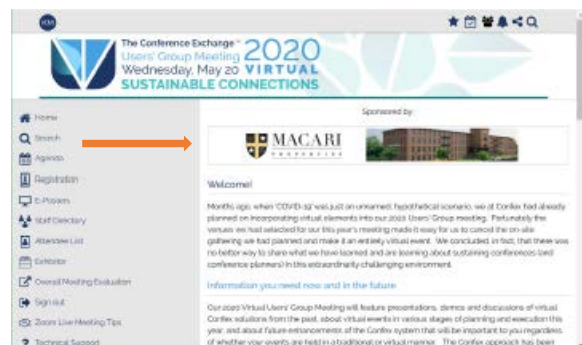 KM
The Conference Exchange™
Users' Group Meeting 2020
Wednesday, May 20 VIRTUAL
SUSTAINABLE CONNECTIONS
Home
Search
Agenda
Registration
E-Posters
Staff Directory
Attendee List
Exhibitor
Overall Meeting Evaluation
Sign out
Zoom Live Meeting Tips
Technical Support
Sponsored by:
MACARI
PROPERTIES
Welcome!
Months ago, when "COVID-19" was just an unnamed, hypothetical scenario, we at Confex had already
planned on incorporating virtual elements into our 2020 Users' Group meeting. Fortunately the
venues we had selected for our this year's meeting made it easy for us to cancel the on-site
gathering we had planned and make it an entirely virtual event. We concluded, in fact, that there was
no better way to share what we have learned and are learning about sustaining conferences (and
conference planners) in this extraordinarily challenging environment.
Information you need now and in the future
Our 2020 Virtual Users' Group Meeting will feature presentations, demos and discussions of virtual
Confex solutions from the past, about virtual events in various stages of planning and execution this
year, and about future enhancements of the Confex system that will be important to you regardless
of whether your events are held in a traditional or virtual manner. The Confex approach has been